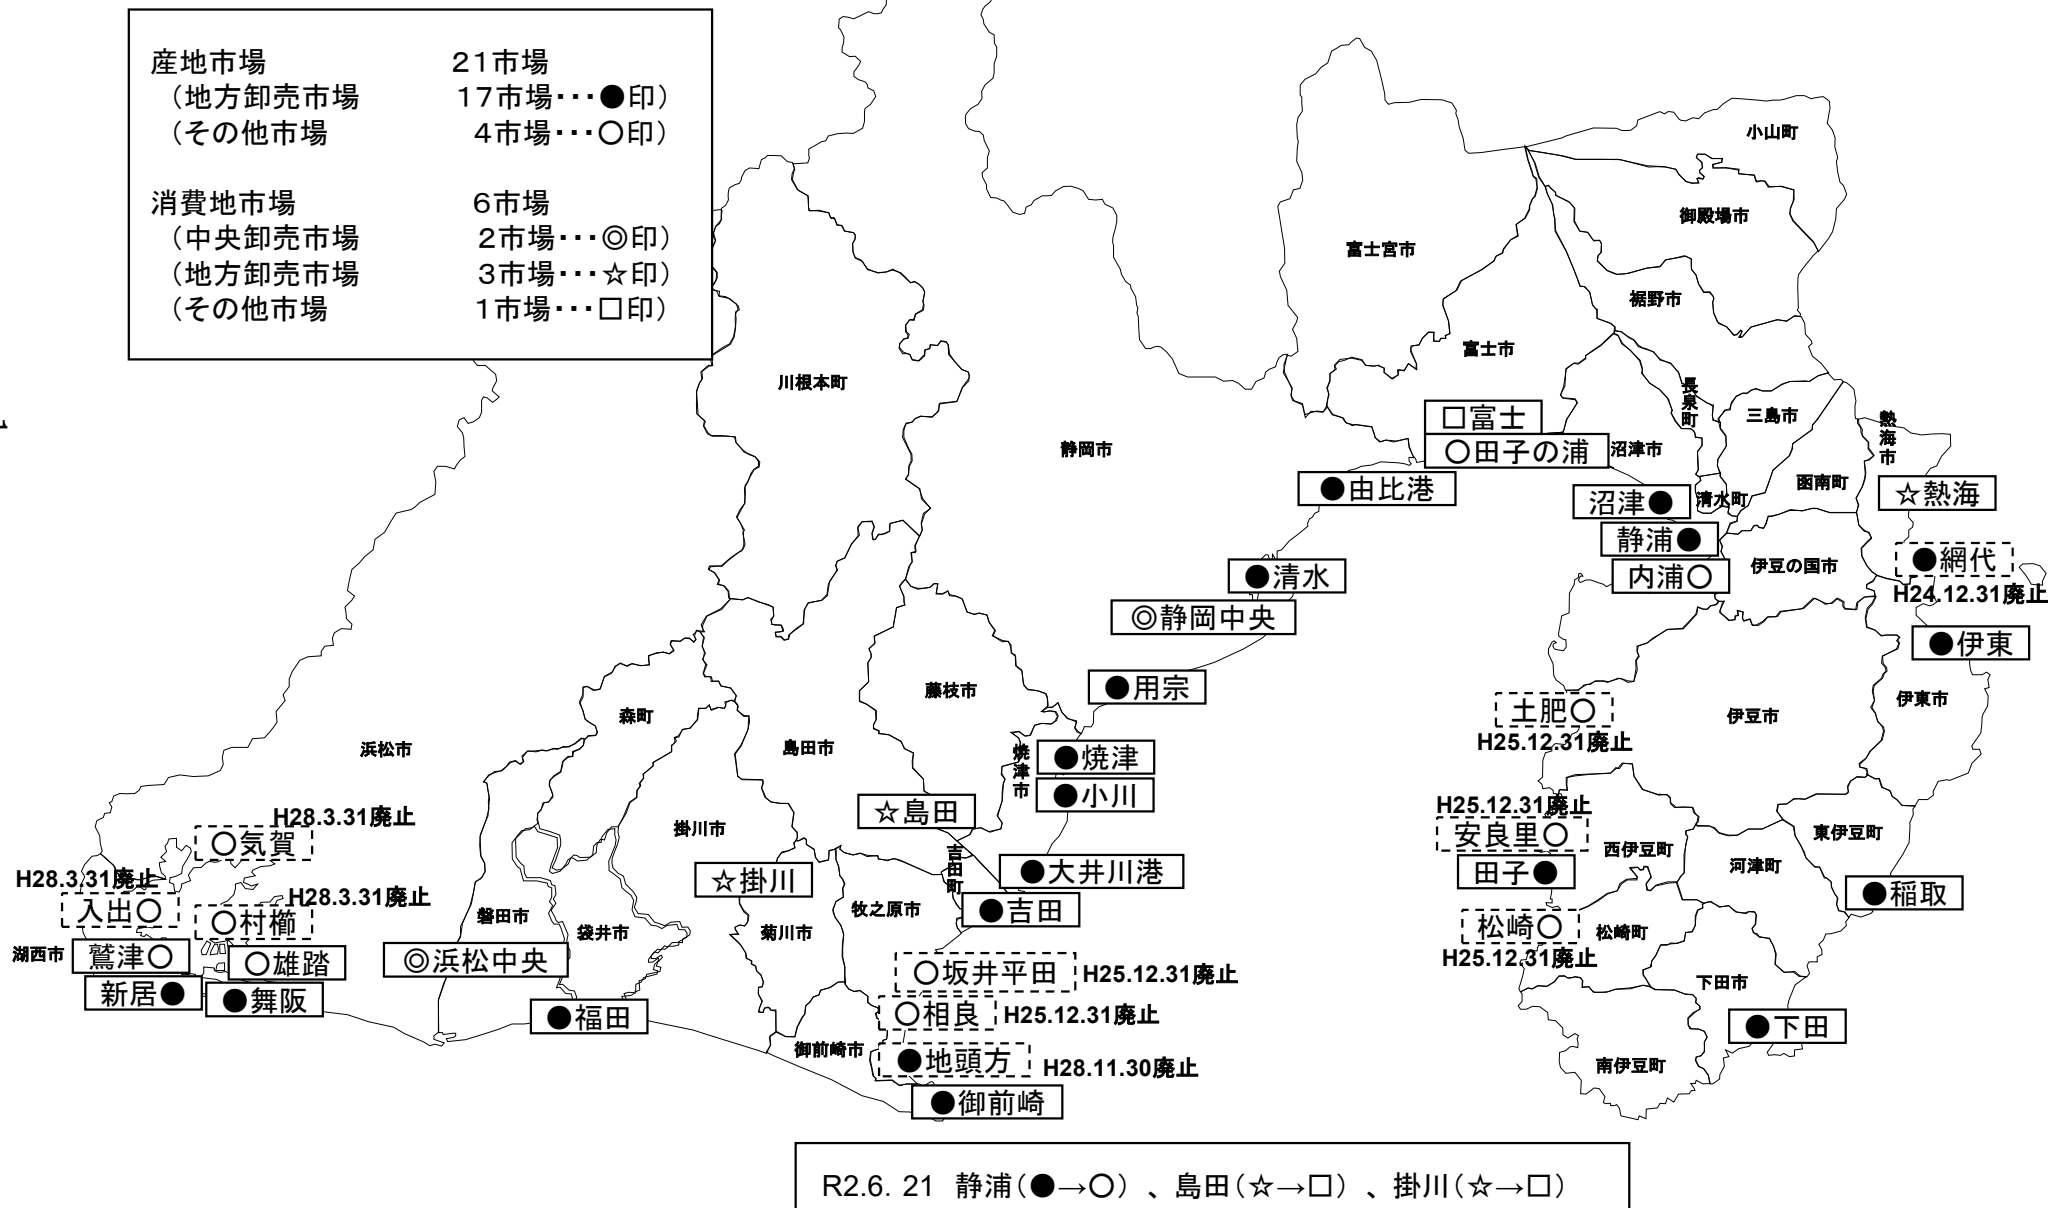 産地市場 21市場
（地方卸売市場 17市場・・・●印）
（その他市場 4市場・・・○印）
消費地市場 6市場
（中央卸売市場 2市場・・・◎印）
（地方卸売市場 3市場・・・☆印）
（その他市場 1市場・・・□印）
小山町
御殿場市
富士宮市
裾野市
富士市
川根本町
長泉町
三島市
熱海市
静岡市
□富士
○田子の浦
沼津市
函南町
●由比港
沼津●
清水町
☆熱海
静浦●
●網代
H24.12.31廃止
伊豆の国市
内浦○
●清水
◎静岡中央
●伊東
●用宗
藤枝市
伊東市
土肥○
H25.12.31廃止
伊豆市
森町
浜松市
島田市
焼津市
●焼津
●小川
☆島田
H25.12.31廃止
安良里○
西伊豆町
東伊豆町
河津町
田子●
●稲取
H28.3.31廃止
○気賀
掛川市
吉田町
●大井川港
☆掛川
H28.3.31廃止
入出○
H28.3.31廃止
○村櫛
磐田市
袋井市
菊川市
牧之原市
●吉田
松崎○
H25.12.31廃止
松崎町
湖西市
鷲津○
○雄踏
◎浜松中央
新居●
●舞阪
○坂井平田
H25.12.31廃止
下田市
●福田
○相良
H25.12.31廃止
●下田
御前崎市
●地頭方
H28.11.30廃止
南伊豆町
●御前崎
R2.6. 21 静浦（●→○）、島田（☆→□）、掛川（☆→□）